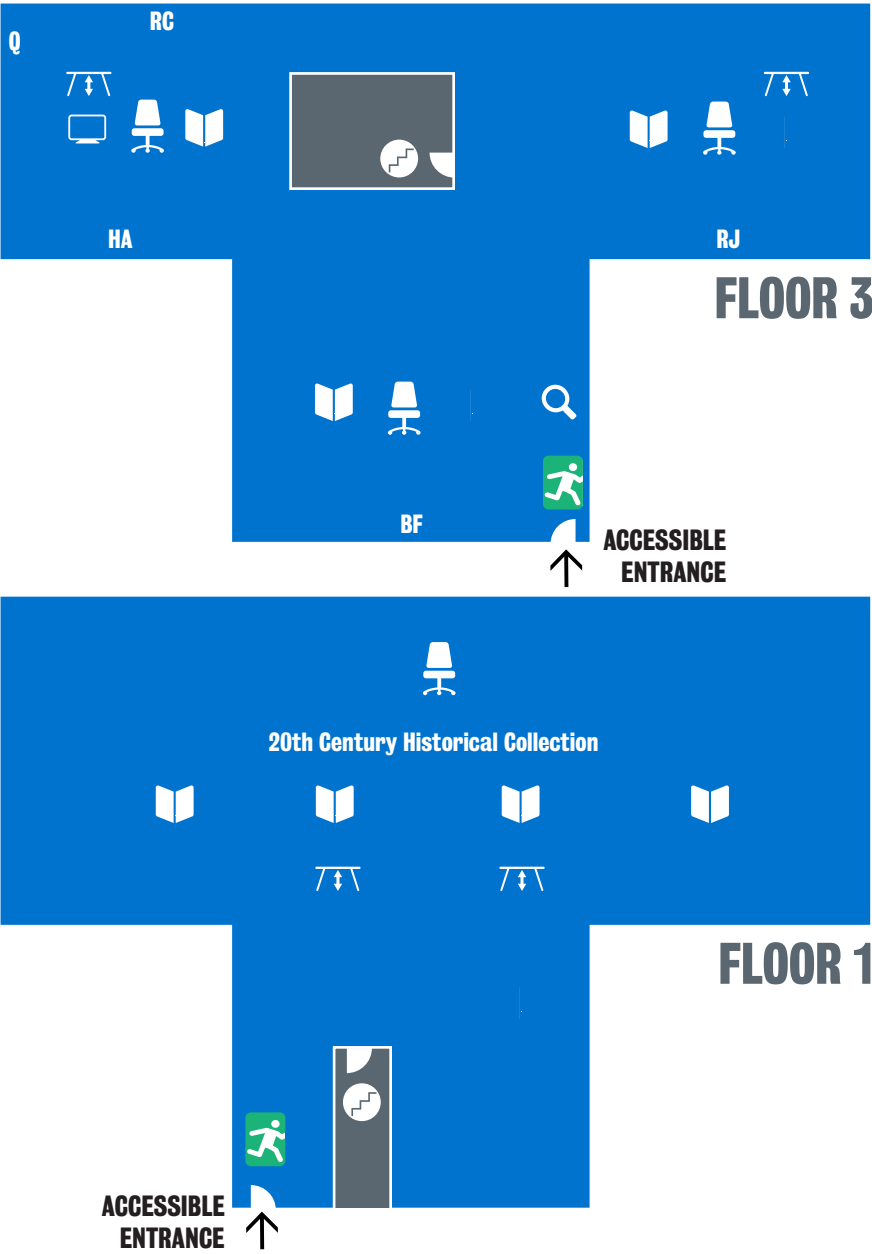 RC
Q
HA
RJ
FLOOR 3
BF
ACCESSIBLE
ENTRANCE
20th Century Historical Collection
FLOOR 1
ACCESSIBLE
ENTRANCE